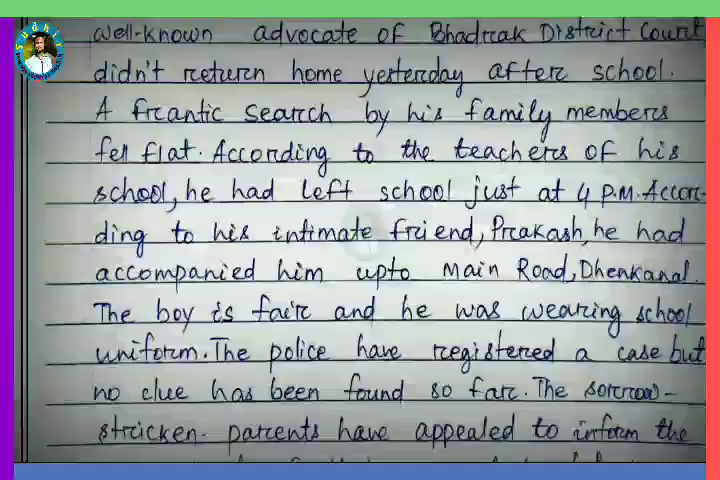 Sudhir
well-known advocate of Bhadrak District Court
didn't return home yesterday after school.
A frantic search by his family members
fell flat. According to the teachers of his
school, he had left school just at 4 P.M. Accor-
ding to his intimate friend, Prakash, he had
accompanied him upto Main Road, Dhenkanal.
The boy is fair and he was wearing school
uniform. The police have registered a case but
no clue has been found so far. The sorrow-
stricken- parents have appealed to inform the